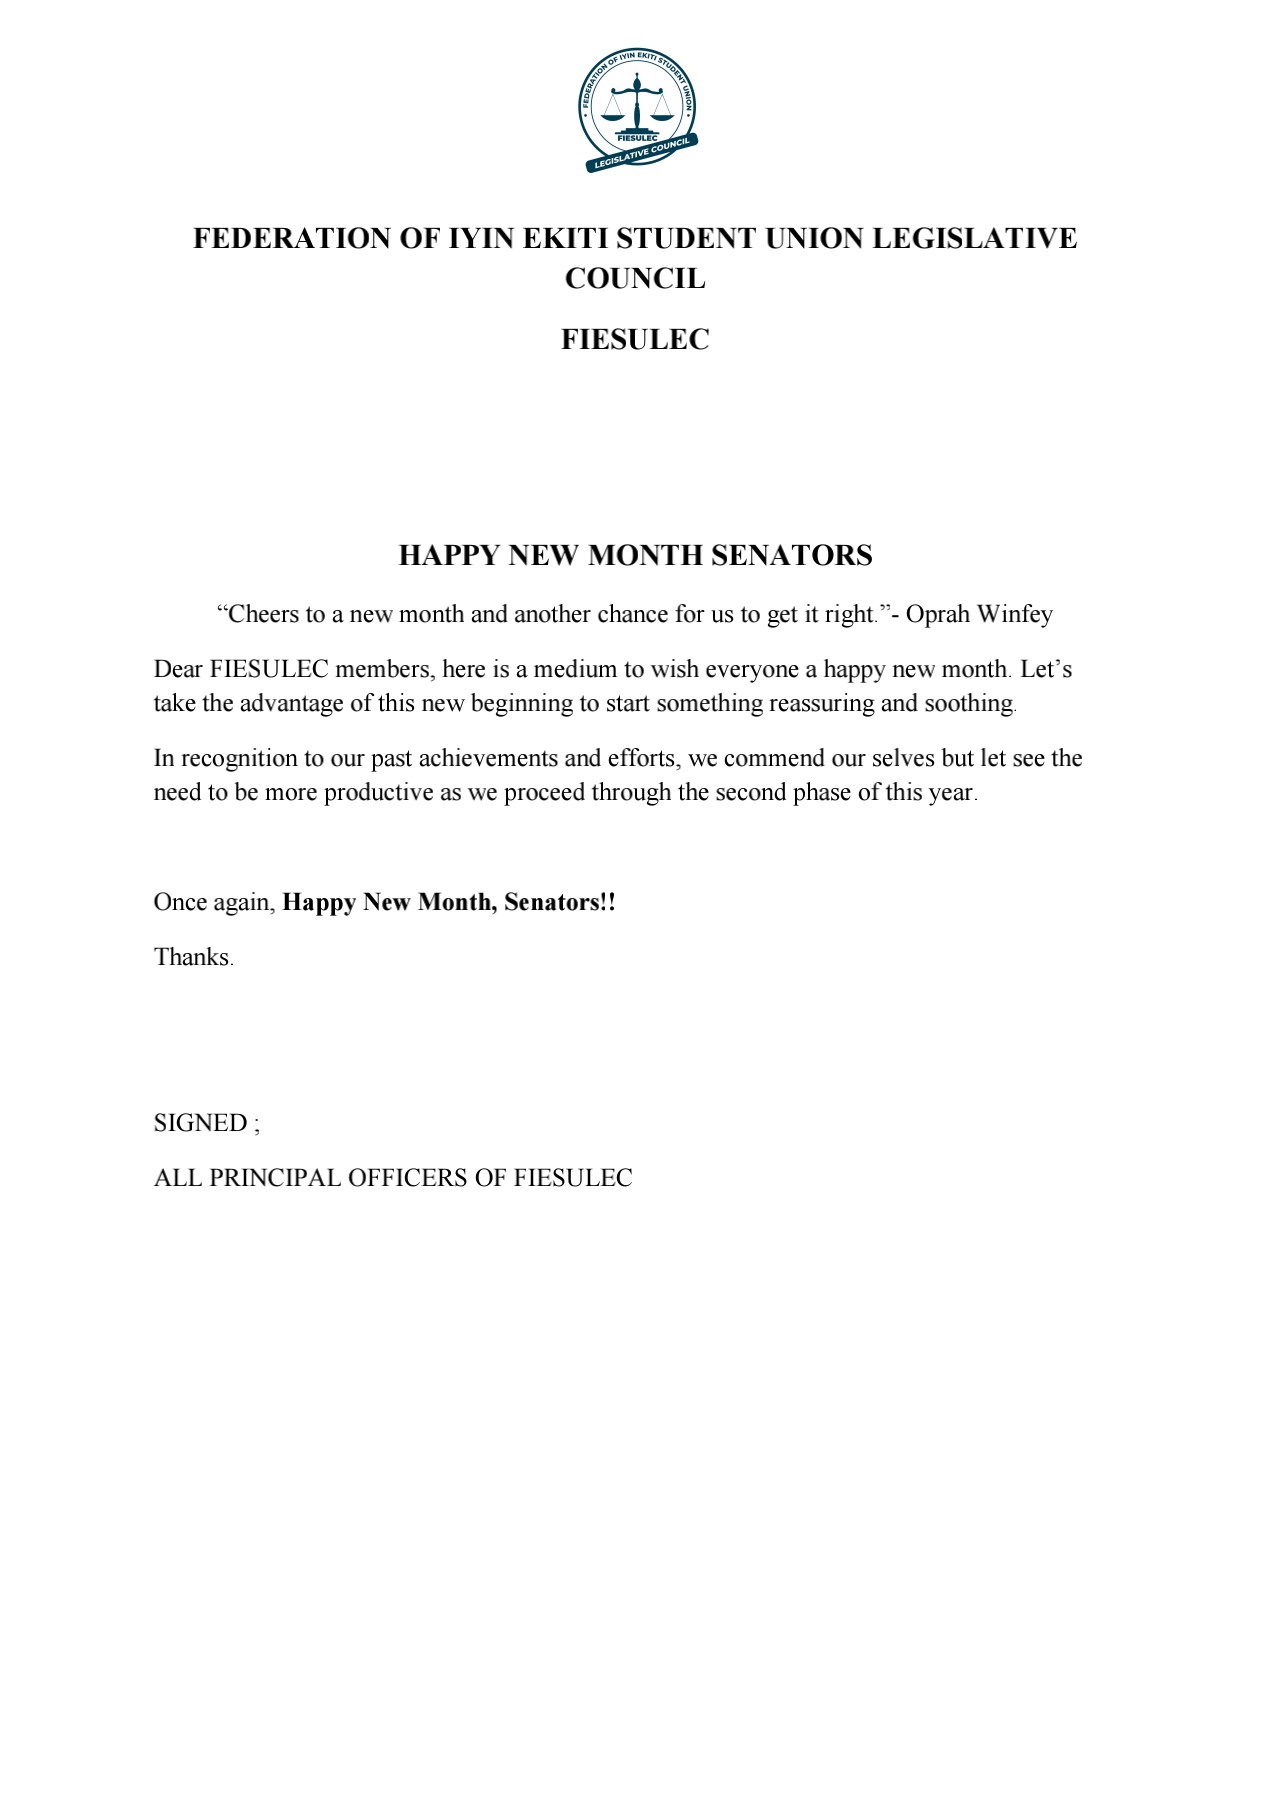 FEDERATION OF IYIN EKITI STUDENT UNION
FIESULEC
LEGISLATIVE COUNCIL
FEDERATION OF IYIN EKITI STUDENT UNION LEGISLATIVE
COUNCIL
FIESULEC
HAPPY NEW MONTH SENATORS
“Cheers to a new month and another chance for us to get it right.”- Oprah Winfey
Dear FIESULEC members, here is a medium to wish everyone a happy new month. Let’s
take the advantage of this new beginning to start something reassuring and soothing.
In recognition to our past achievements and efforts, we commend our selves but let see the
need to be more productive as we proceed through the second phase of this year.
Once again, Happy New Month, Senators!!
Thanks.
SIGNED ;
ALL PRINCIPAL OFFICERS OF FIESULEC